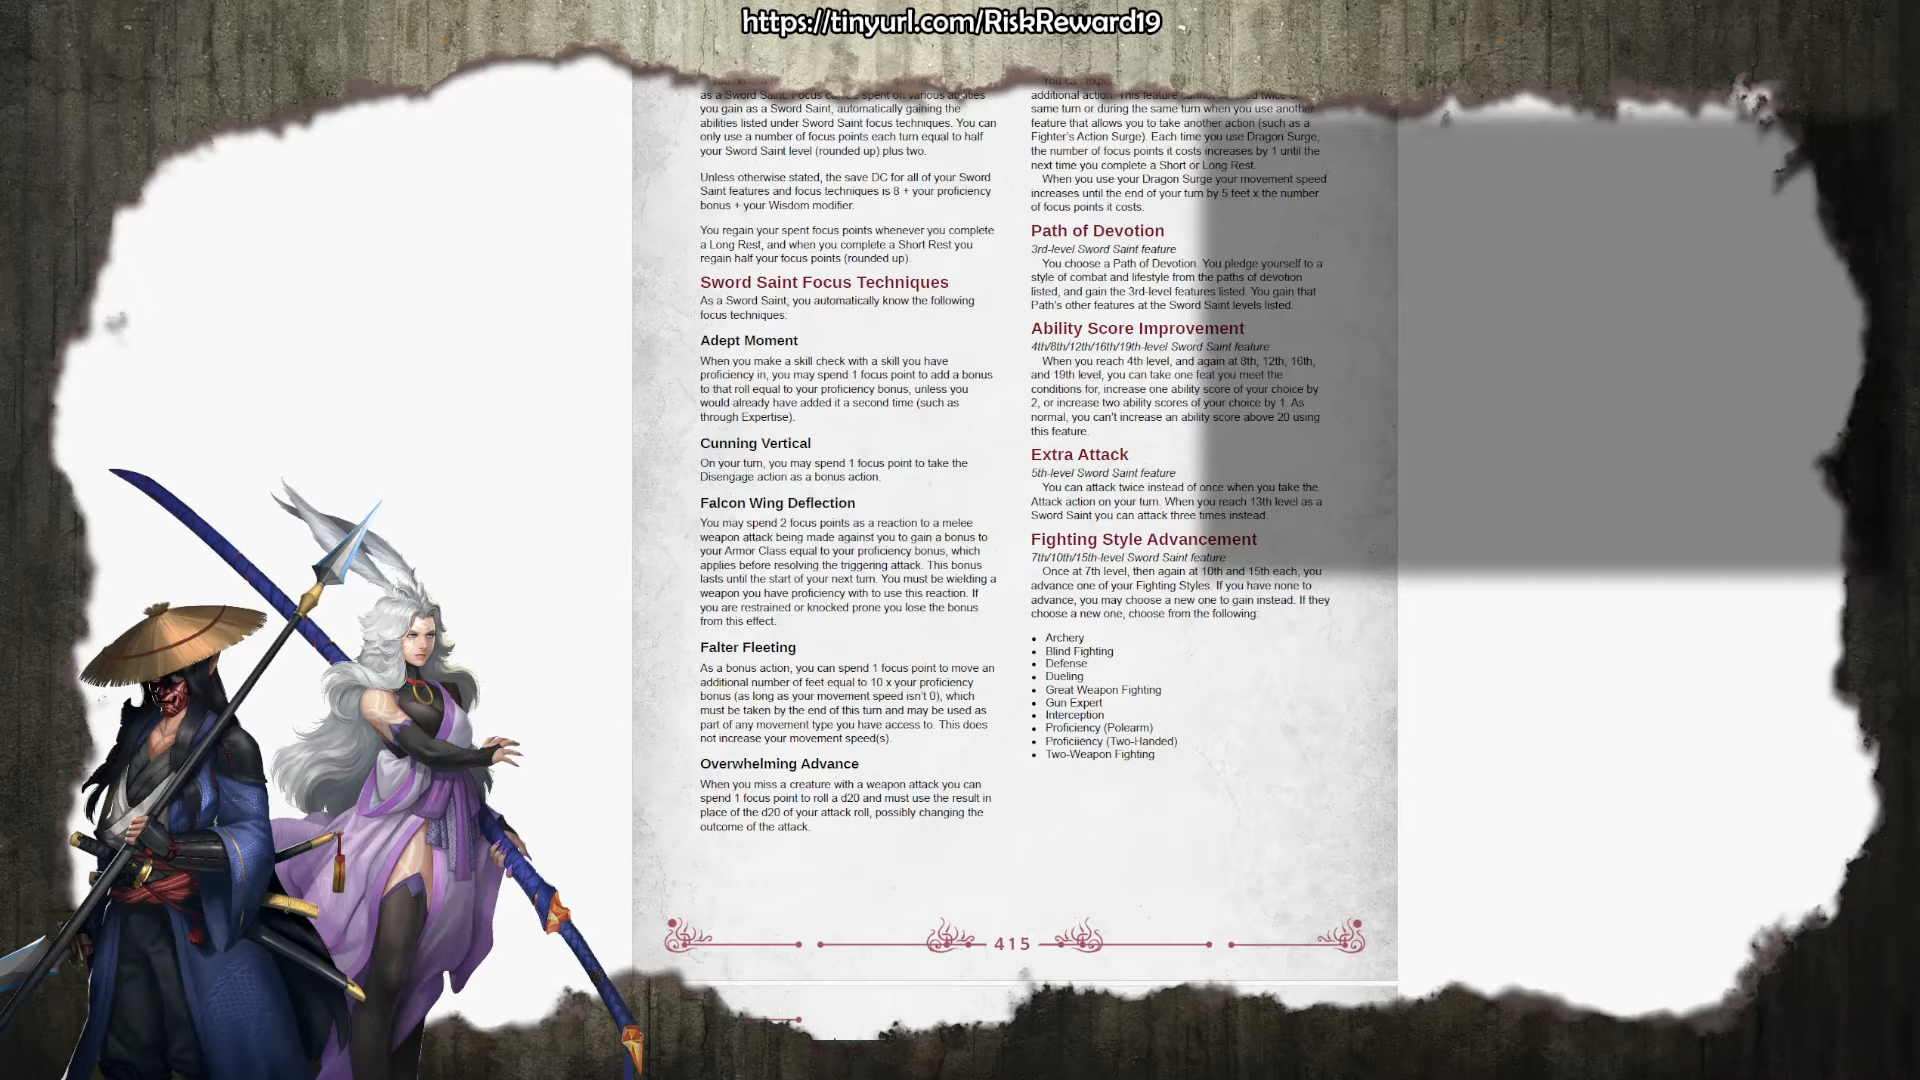 https://tinyurl.com/RiskReward19
as a Sword Saint. Focus can be spent on various abilities
you gain as a Sword Saint, automatically gaining the
abilities listed under Sword Saint focus techniques. You can
only use a number of focus points each turn equal to half
your Sword Saint level (rounded up) plus two.
Unless otherwise stated, the save DC for all of your Sword
Saint features and focus techniques is 8 + your proficiency
bonus + your Wisdom modifier.
You regain your spent focus points whenever you complete
a Long Rest, and when you complete a Short Rest you
regain half your focus points (rounded up).
Sword Saint Focus Techniques
As a Sword Saint, you automatically know the following
focus techniques:
Adept Moment
When you make a skill check with a skill you have
proficiency in, you may spend 1 focus point to add a bonus
to that roll equal to your proficiency bonus, unless you
would already have added it a second time (such as
through Expertise).
Cunning Vertical
On your turn, you may spend 1 focus point to take the
Disengage action as a bonus action.
Falcon Wing Deflection
You may spend 2 focus points as a reaction to a melee
weapon attack being made against you to gain a bonus to
your Armor Class equal to your proficiency bonus, which
applies before resolving the triggering attack. This bonus
lasts until the start of your next turn. You must be wielding a
weapon you have proficiency with to use this reaction. If
you are restrained or knocked prone you lose the bonus
from this effect.
Falter Fleeting
As a bonus action, you can spend 1 focus point to move an
additional number of feet equal to 10 x your proficiency
bonus (as long as your movement speed isn't 0), which
must be taken by the end of this turn and may be used as
part of any movement type you have access to. This does
not increase your movement speed(s).
Overwhelming Advance
When you miss a creature with a weapon attack you can
spend 1 focus point to roll a d20 and must use the result in
place of the d20 of your attack roll, possibly changing the
outcome of the attack.
additional action. This feature twice
same turn or during the same turn when you use another
feature that allows you to take another action (such as a
Fighter's Action Surge). Each time you use Dragon Surge,
the number of focus points it costs increases by 1 until the
next time you complete a Short or Long Rest.
When you use your Dragon Surge your movement speed
increases until the end of your turn by 5 feet x the number
of focus points it costs.
Path of Devotion
3rd-level Sword Saint feature
You choose a Path of Devotion. You pledge yourself to a
style of combat and lifestyle from the paths of devotion
listed, and gain the 3rd-level features listed. You gain that
Path's other features at the Sword Saint levels listed.
Ability Score Improvement
4th/8th/12th/16th/19th-level Sword Saint feature
When you reach 4th level, and again at 8th, 12th, 16th,
and 19th level, you can take one feat you meet the
conditions for, increase one ability score of your choice by
2, or increase two ability scores of your choice by 1. As
normal, you can't increase an ability score above 20 using
this feature.
Extra Attack
5th-level Sword Saint feature
You can attack twice instead of once when you take the
Attack action on your turn. When you reach 13th level as a
Sword Saint you can attack three times instead.
Fighting Style Advancement
7th/10th/15th-level Sword Saint feature
Once at 7th level, then again at 10th and 15th each, you
advance one of your Fighting Styles. If you have none to
advance, you may choose a new one to gain instead. If they
choose a new one, choose from the following:
• Archery
• Blind Fighting
• Defense
• Dueling
• Great Weapon Fighting
• Gun Expert
• Interception
• Proficiency (Polearm)
• Proficiiency (Two-Handed)
• Two-Weapon Fighting
415